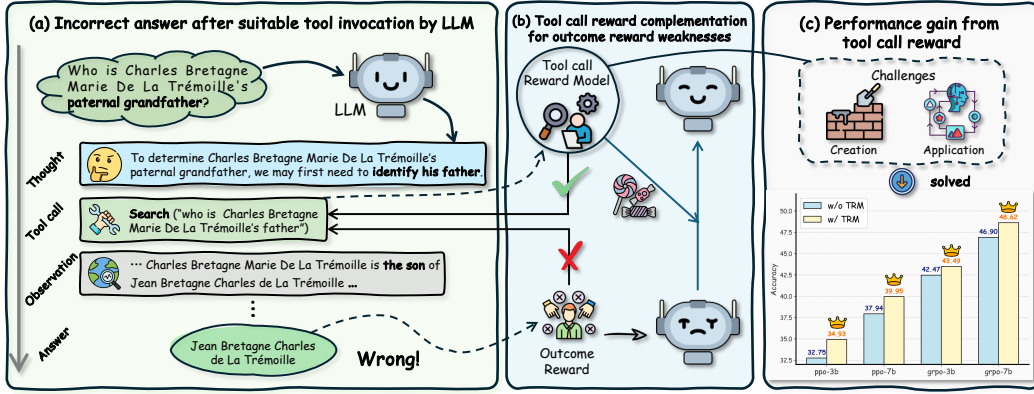 (a) Incorrect answer after suitable tool invocation by LLM
Who is Charles Bretagne
Marie De La Trémoille's
paternal grandfather?
LLM
Thought
To determine Charles Bretagne Marie De La Trémoille's
paternal grandfather, we may first need to identify his father.
Tool call
Search ("who is Charles Bretagne
Marie De La Trémoille's father")
Observation
... Charles Bretagne Marie De La Trémoille is the son of
Jean Bretagne Charles de La Trémoille ...
Answer
Jean Bretagne Charles
de La Trémoille
Wrong!
(b) Tool call reward complementation
for outcome reward weaknesses
Tool call
Reward Model
Outcome
Reward
(c) Performance gain from
tool call reward
Challenges
Creation
Application
solved
w/o TRM
w/ TRM
Accuracy
50.0
47.5
45.0
42.5
40.0
37.5
35.0
32.5
32.75
34.93
37.94
39.95
42.47
43.49
46.90
48.62
ppo-3b
ppo-7b
grpo-3b
grpo-7b